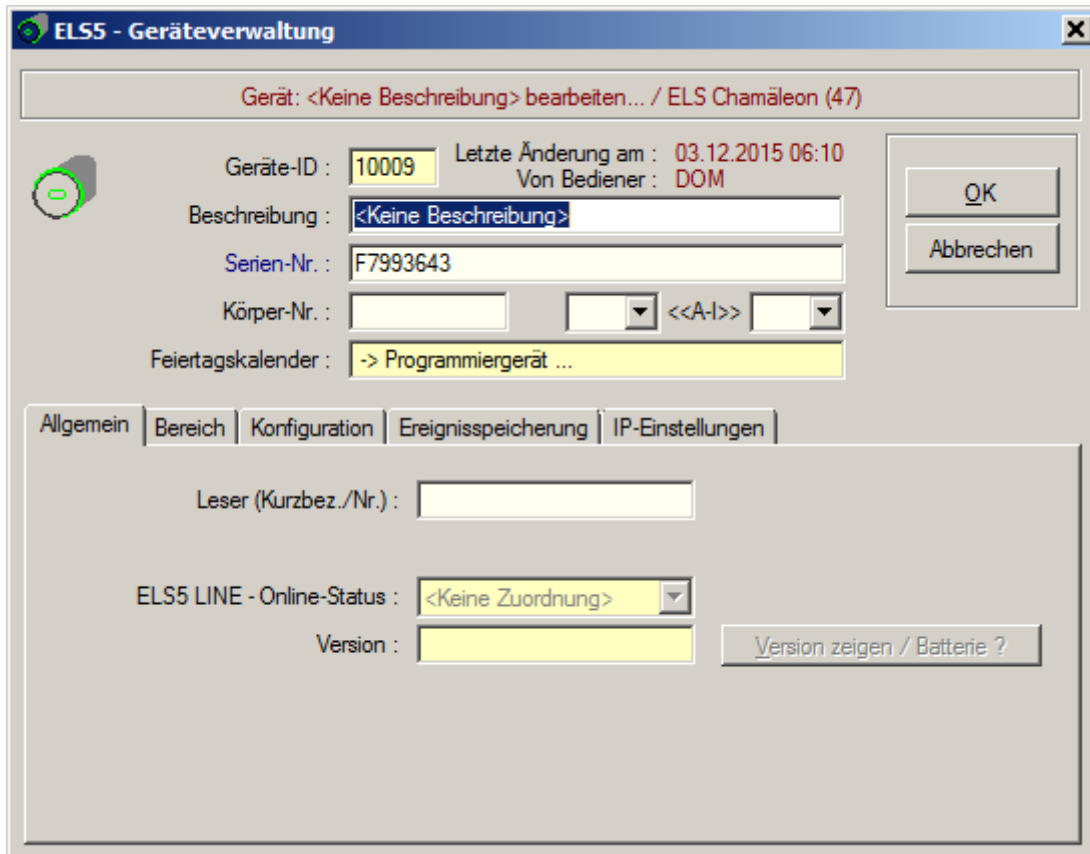 ELS5 - Geräteverwaltung
Gerät: <Keine Beschreibung> bearbeiten... / ELS Chamäleon (47)
Geräte-ID : 10009 Letzte Änderung am : 03.12.2015 06:10
Von Bediener : DOM
OK
Beschreibung : <Keine Beschreibung>
Abbrechen
Serien-Nr. : F7993643
Körper-Nr. : <<A-I>>
Feiertagskalender : -> Programmiergerät ...
Allgemein Bereich Konfiguration Ereignisspeicherung IP-Einstellungen
Leser (Kurzbez./Nr.) :
ELS5 LINE - Online-Status : <Keine Zuordnung>
Version : Version zeigen / Batterie ?